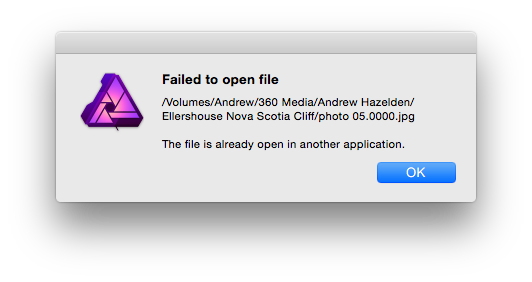 Failed to open file
/Volumes/Andrew/360 Media/Andrew Hazelden/
Ellershouse Nova Scotia Cliff/photo 05.0000.jpg
The file is already open in another application.
OK